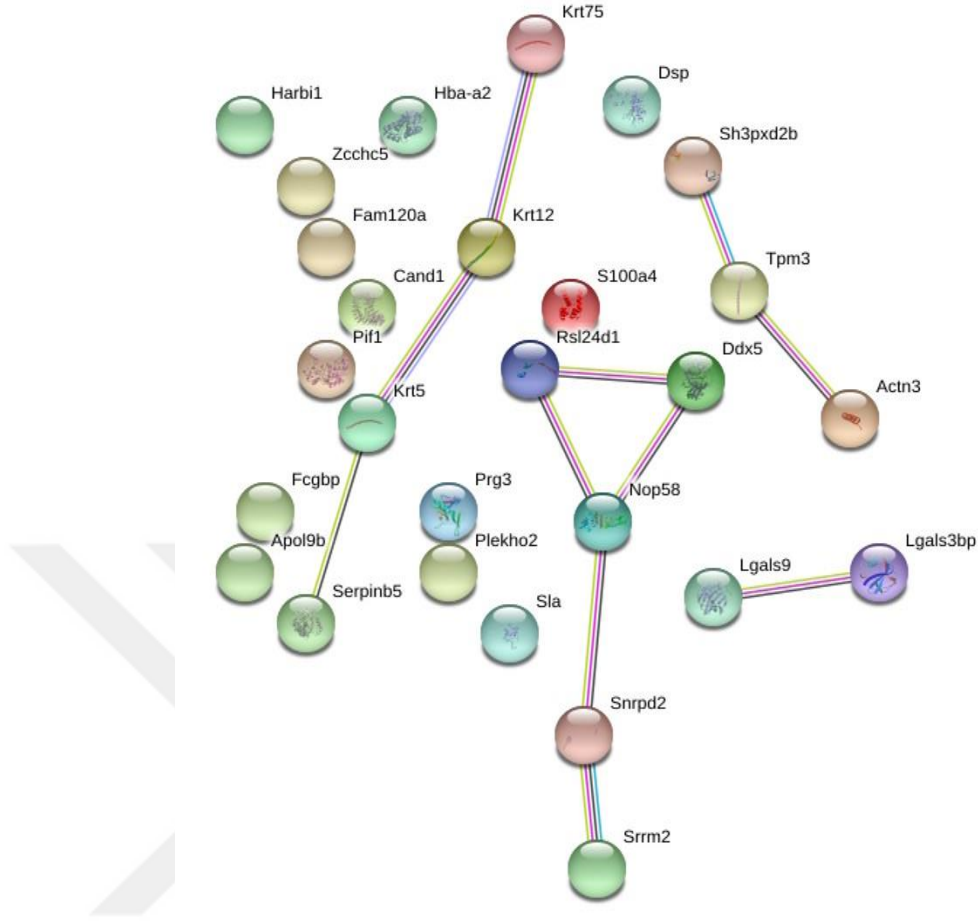 Krt75
Dsp
Harbi1
Hba-a2
Sh3pxd2b
Zcchc5
Fam120a
Krt12
Tpm3
Cand1
S100a4
Pif1
Rsl24d1
Ddx5
Krt5
Actn3
Fcgbp
Prg3
Nop58
Apol9b
Plekho2
Lgals3bp
Lgals9
Serpinb5
Sla
Snrpd2
Srrm2